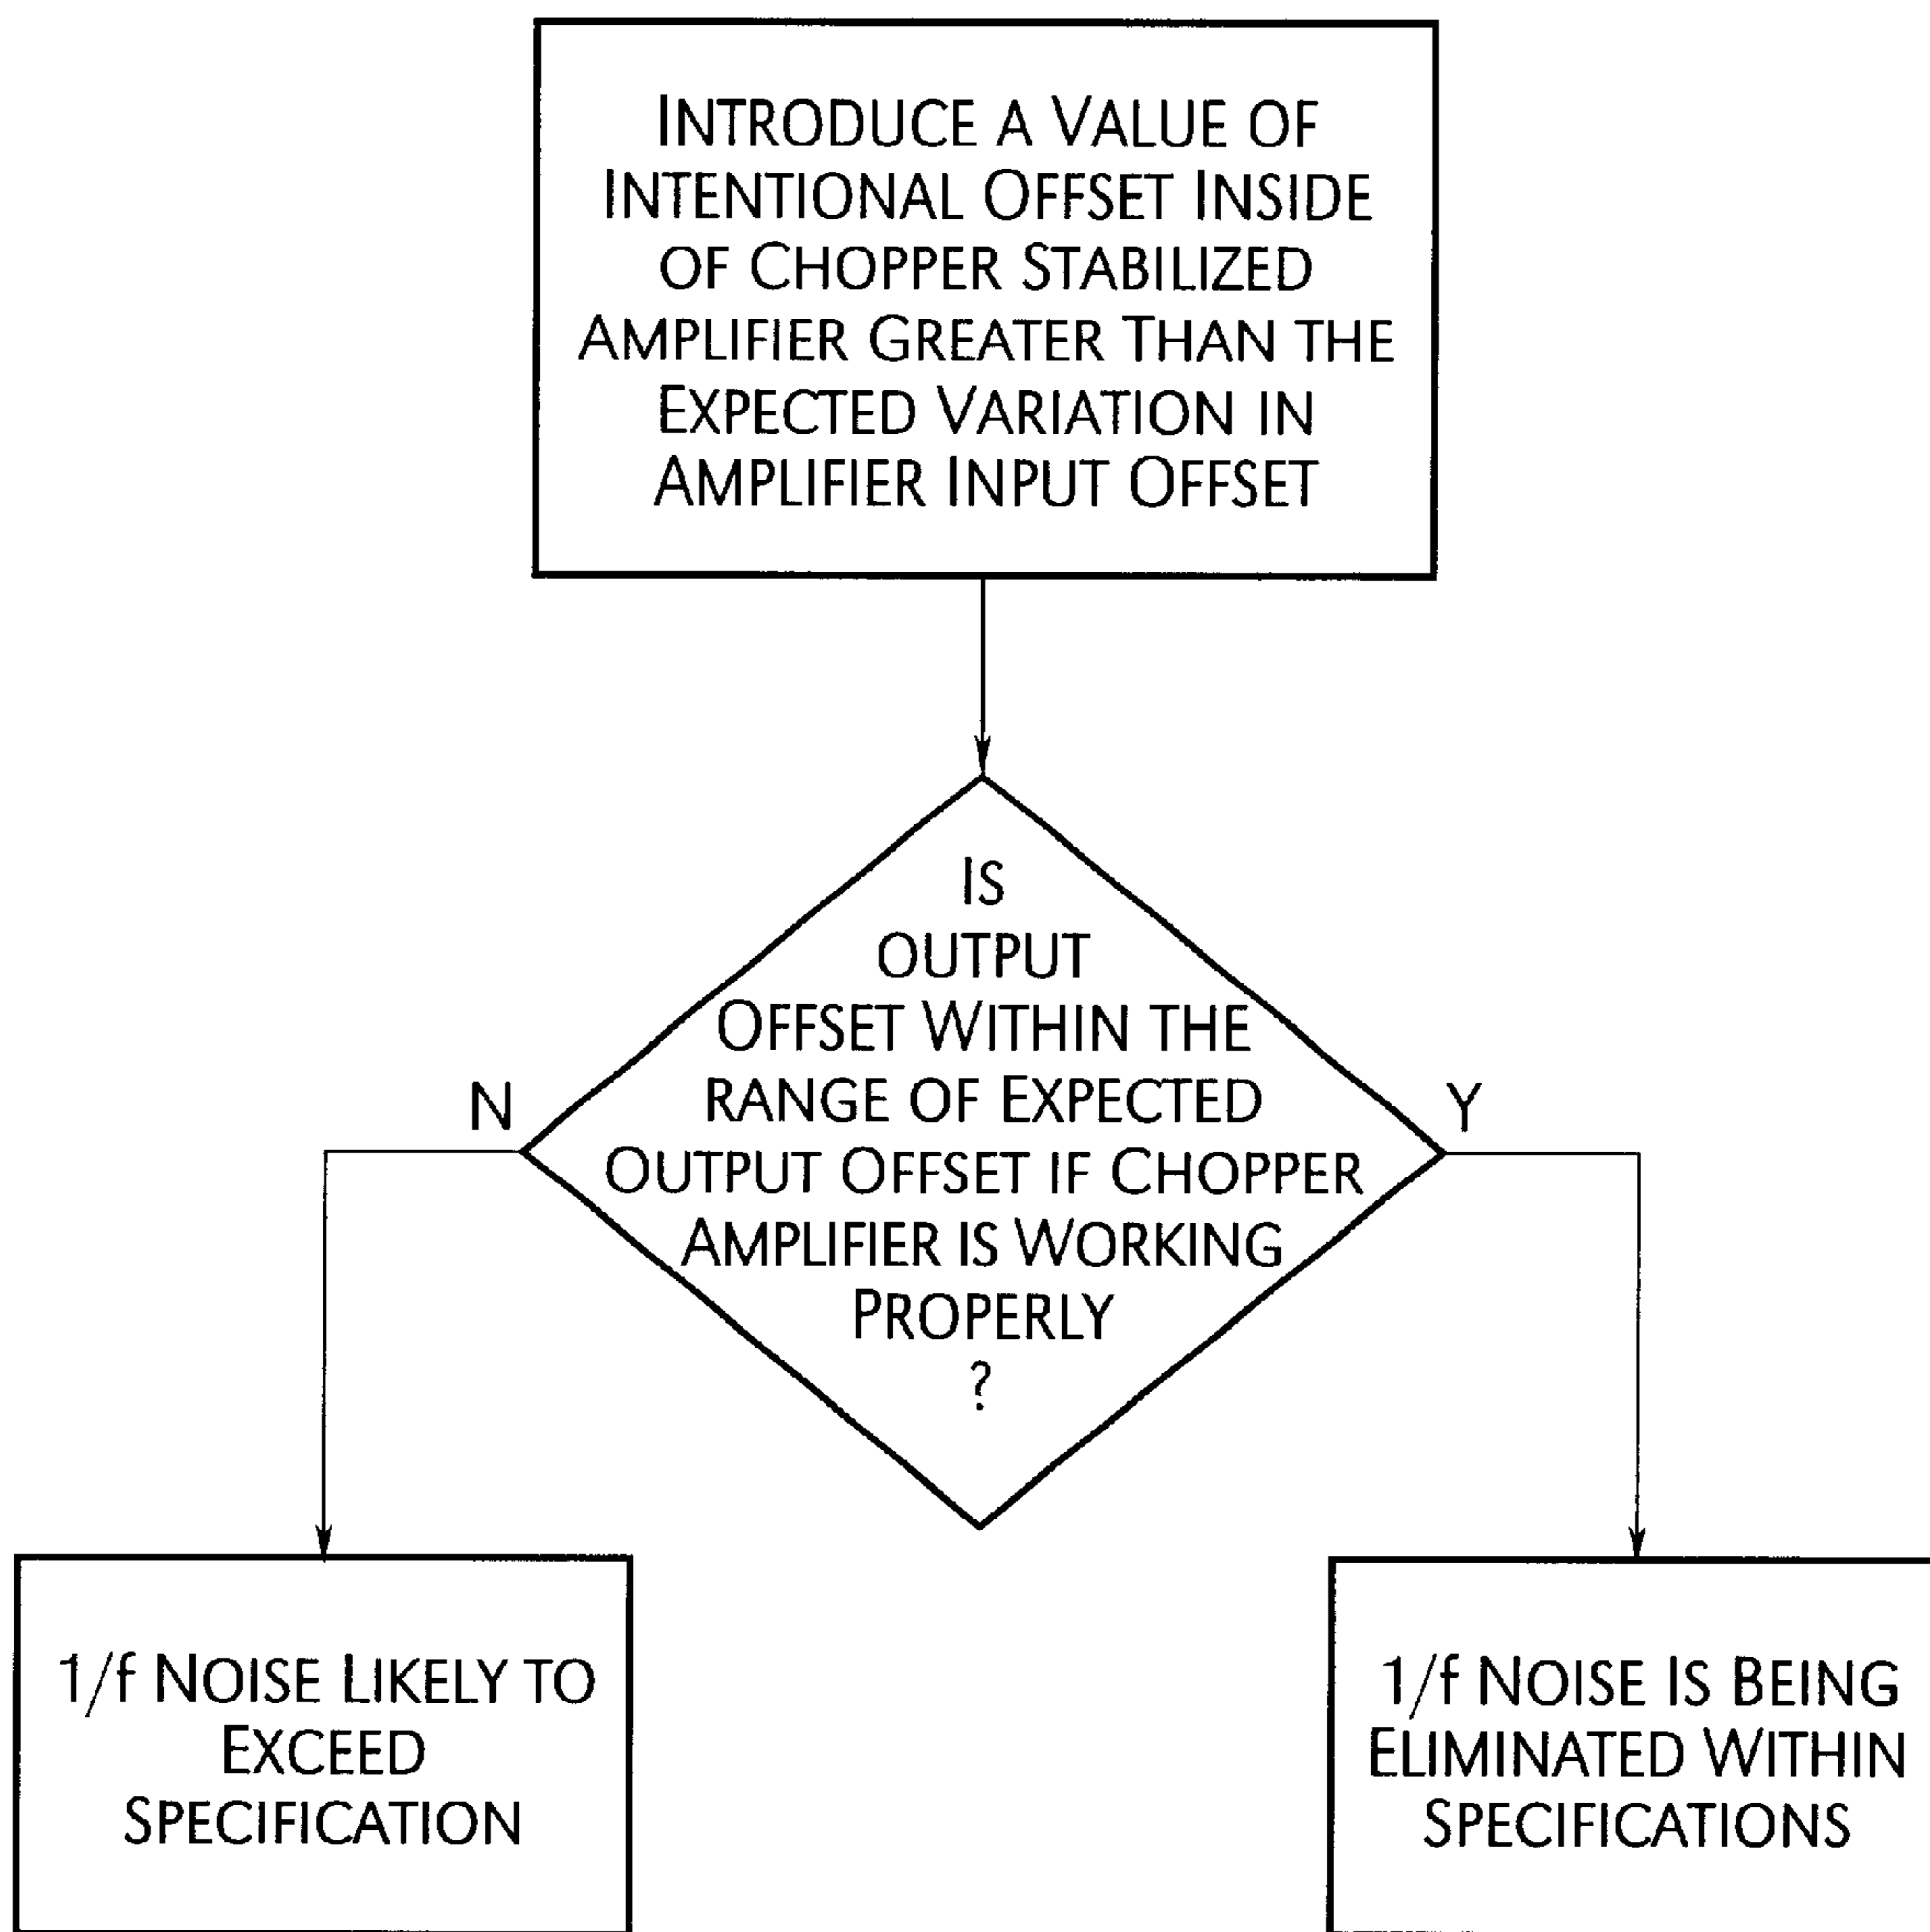 INTRODUCE A VALUE OF
INTENTIONAL OFFSET INSIDE
OF CHOPPER STABILIZED
AMPLIFIER GREATER THAN THE
EXPECTED VARIATION IN
AMPLIFIER INPUT OFFSET
IS
OUTPUT
OFFSET WITHIN THE
RANGE OF EXPECTED
OUTPUT OFFSET IF CHOPPER
AMPLIFIER IS WORKING
PROPERLY
?
N
Y
1/f NOISE LIKELY TO
EXCEED
SPECIFICATION
1/f NOISE IS BEING
ELIMINATED WITHIN
SPECIFICATIONS